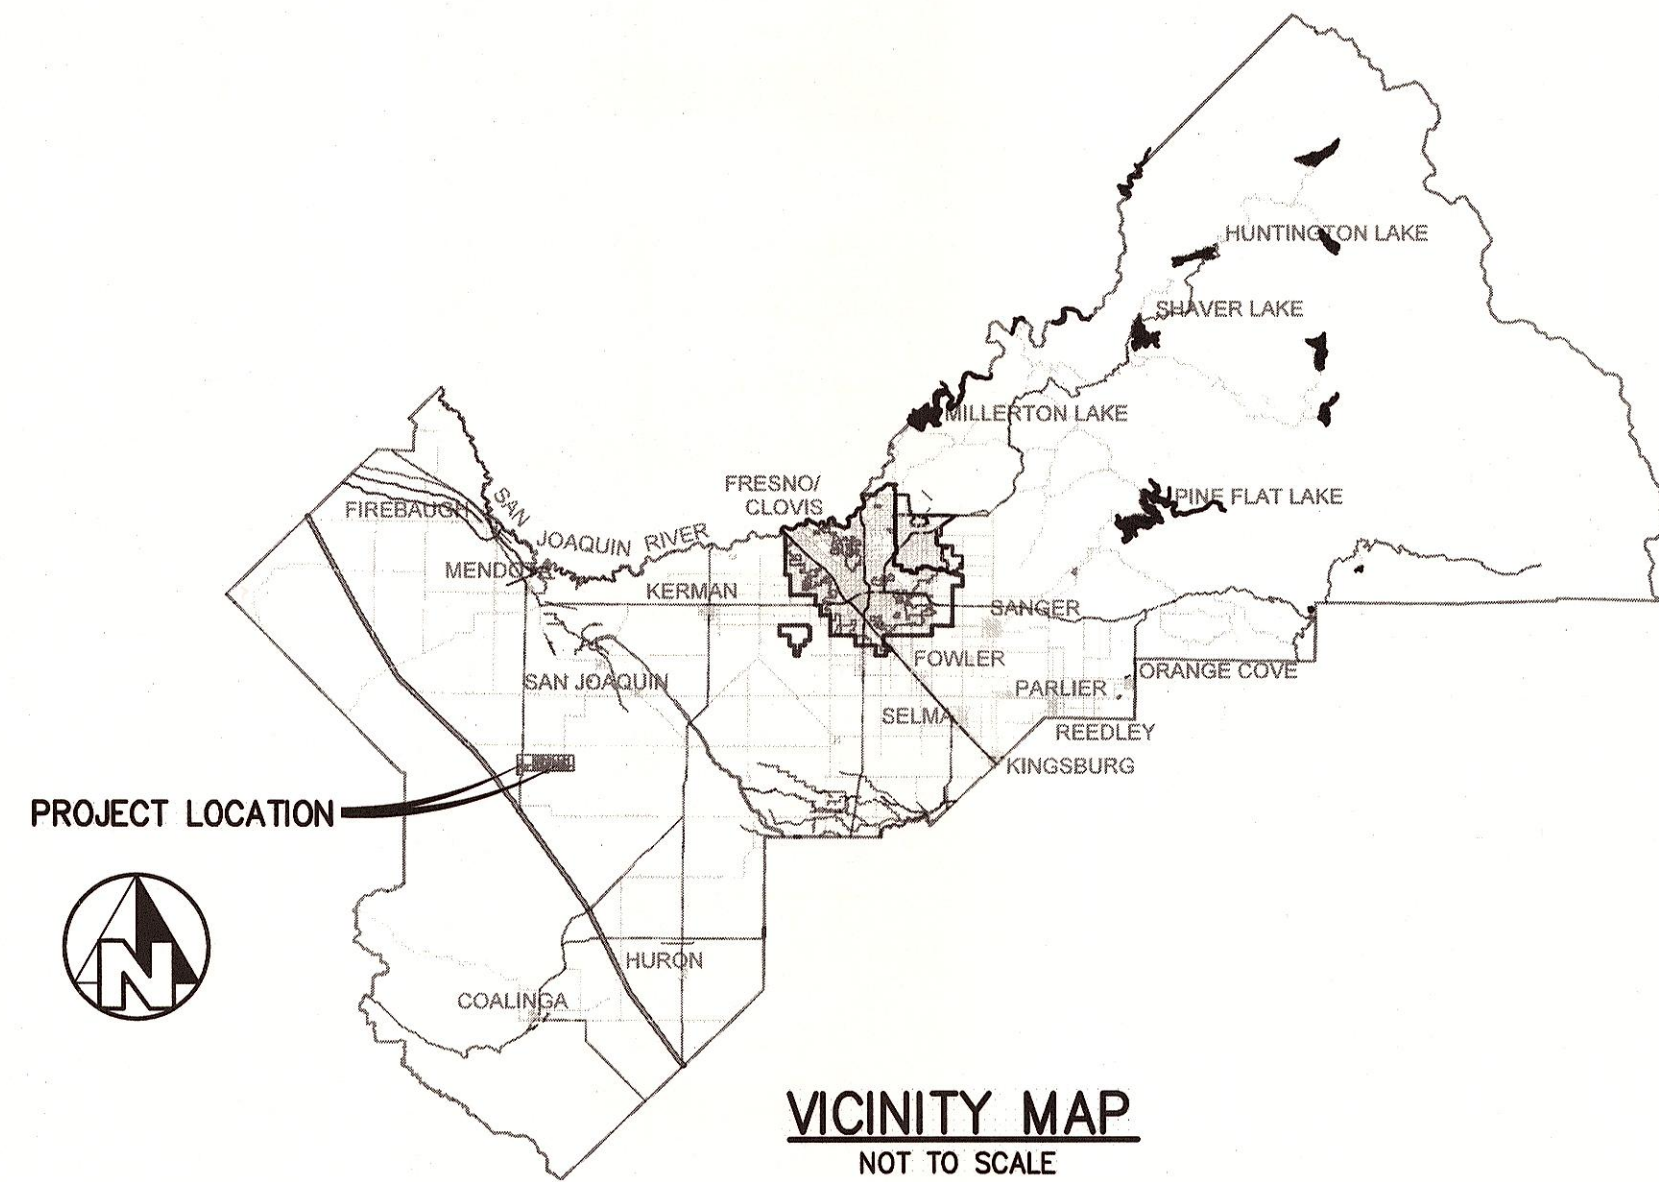 HUNTINGTON LAKE
SHAVER LAKE
MILLERTON LAKE
FRESNO/
CLOVIS
PINE FLAT LAKE
FIREBAUGH
SAN JOAQUIN RIVER
MENDOTA
KERMAN
SANGER
FOWLER
ORANGE COVE
SAN JOAQUIN
PARLIER
SELMA
REEDLEY
KINGSBURG
PROJECT LOCATION
N
HURON
COALINGA
VICINITY MAP
NOT TO SCALE